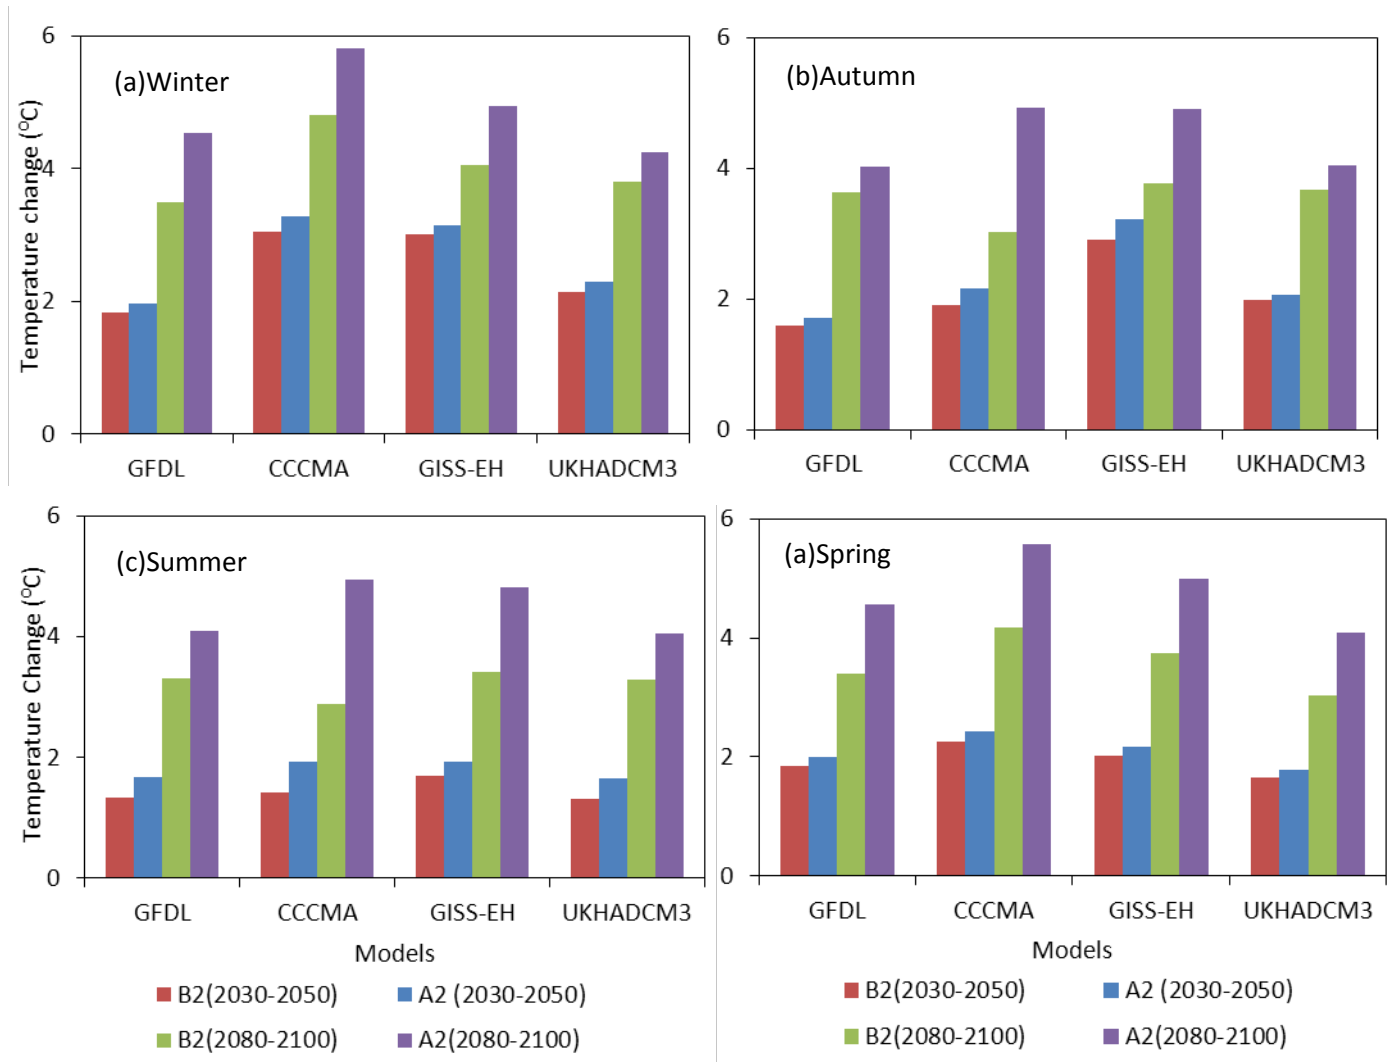 (a)Winter
Temperature change (⁰C)
6
4
2
0
GFDL CCCMA GISS-EH UKHADCM3
(b)Autumn
6
4
2
0
GFDL CCCMA GISS-EH UKHADCM3
(c)Summer
Temperature Change (⁰C)
6
4
2
0
GFDL CCCMA GISS-EH UKHADCM3
Models
B2(2030-2050) A2 (2030-2050)
B2(2080-2100) A2(2080-2100)
(a)Spring
6
4
2
0
GFDL CCCMA GISS-EH UKHADCM3
Models
B2(2030-2050) A2 (2030-2050)
B2(2080-2100) A2(2080-2100)